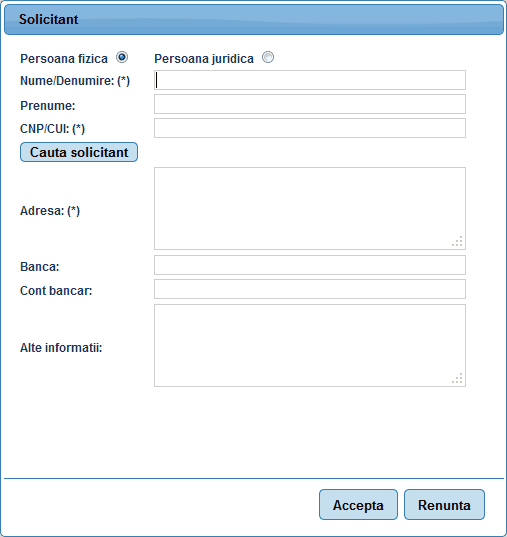 Solicitant
Persoana fizica Persoana juridica
Nume/Denumire: (*)
Prenume:
CNP/CUI: (*)
Cauta solicitant
Adresa: (*)
Banca:
Cont bancar:
Alte informatii:
Accepta Renunta